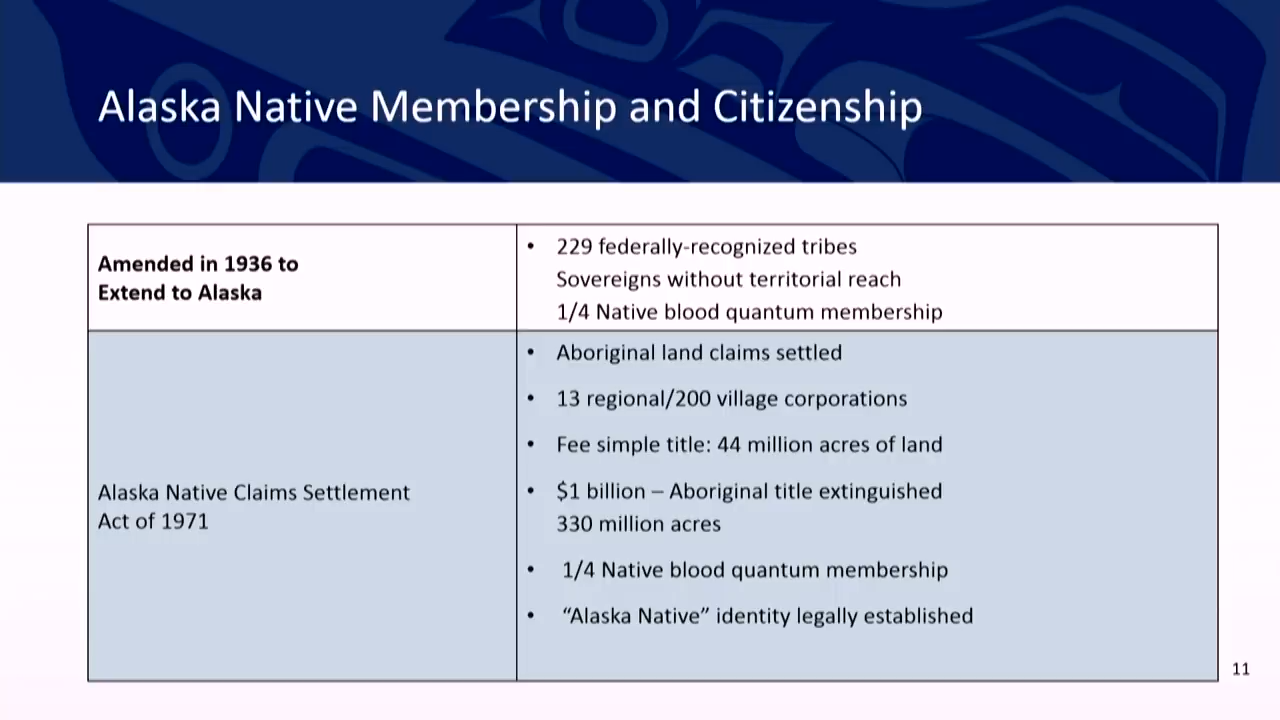 Alaska Native Membership and Citizenship
Amended in 1936 to
Extend to Alaska
• 229 federally-recognized tribes
Sovereigns without territorial reach
1/4 Native blood quantum membership
Alaska Native Claims Settlement
Act of 1971
• Aboriginal land claims settled
• 13 regional/200 village corporations
• Fee simple title: 44 million acres of land
• $1 billion – Aboriginal title extinguished
330 million acres
• 1/4 Native blood quantum membership
• “Alaska Native” identity legally established
11